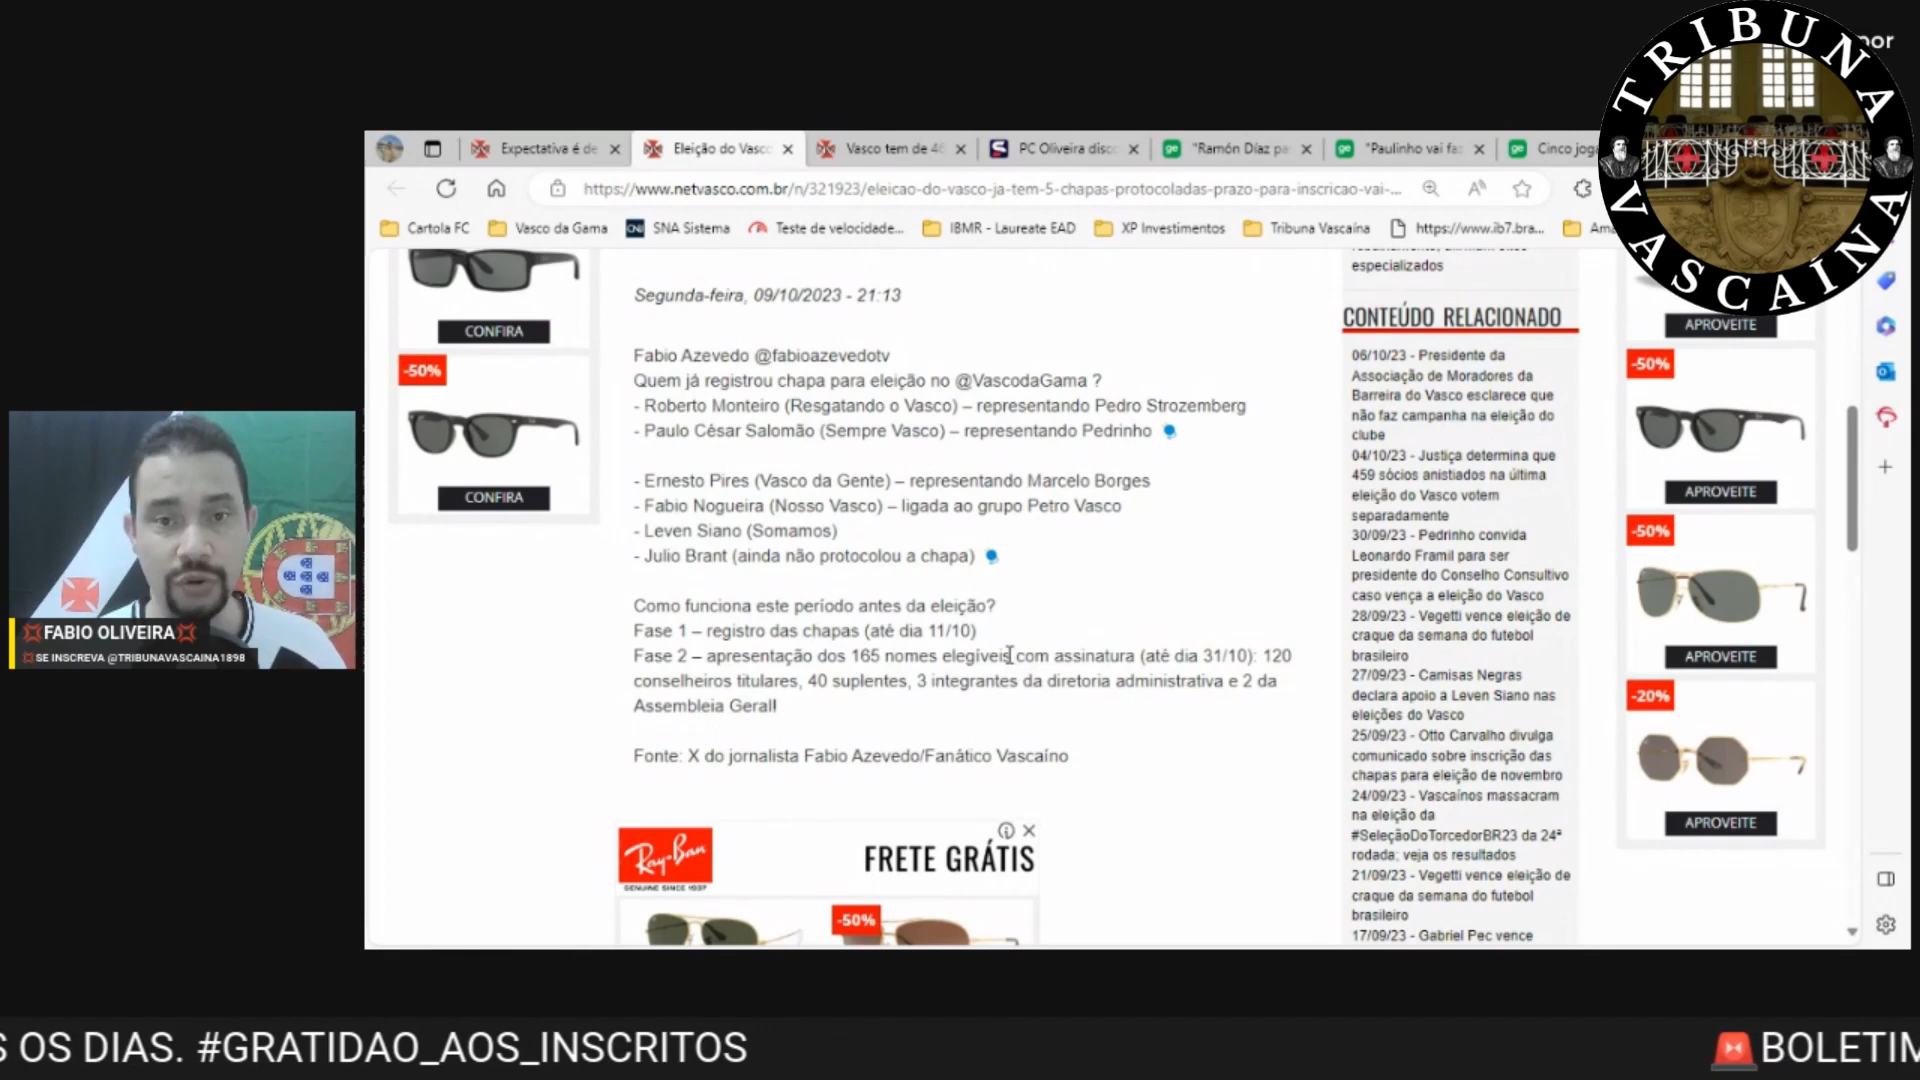 TRIBUNA VASCAÍNA
Expectativa é de
Eleição do Vasco
Vasco tem de 46
PC Oliveira disc
"Ramón Díaz pa
"Paulinho vai fa
Cinco jog
https://www.netvasco.com.br/n/321923/eleicao-do-vasco-ja-tem-5-chapas-protocoladas-prazo-para-inscricao-vai-...
Cartola FC
Vasco da Gama
SNA Sistema
Teste de velocidade...
IBMR - Laureate EAD
XP Investimentos
Tribuna Vascaína
https://www.ib7.bra...
CONFIRA
-50%
CONFIRA
Segunda-feira, 09/10/2023 - 21:13
Fabio Azevedo @fabioazevedotv
Quem já registrou chapa para eleição no @VascodaGama ?
- Roberto Monteiro (Resgatando o Vasco) – representando Pedro Strozemberg
- Paulo César Salomão (Sempre Vasco) – representando Pedrinho
- Ernesto Pires (Vasco da Gente) – representando Marcelo Borges
- Fabio Nogueira (Nosso Vasco) – ligada ao grupo Petro Vasco
- Leven Siano (Somamos)
- Julio Brant (ainda não protocolou a chapa)
Como funciona este período antes da eleição?
Fase 1 – registro das chapas (até dia 11/10)
Fase 2 – apresentação dos 165 nomes elegíveis com assinatura (até dia 31/10): 120
conselheiros titulares, 40 suplentes, 3 integrantes da diretoria administrativa e 2 da
Assembleia Geral!
Fonte: X do jornalista Fabio Azevedo/Fanático Vascaíno
Ray-Ban
GENUINE SINCE 1937
FRETE GRÁTIS
-50%
especializados
CONTEÚDO RELACIONADO
06/10/23 - Presidente da
Associação de Moradores da
Barreira do Vasco esclarece que
não faz campanha na eleição do
clube
04/10/23 - Justiça determina que
459 sócios anistiados na última
eleição do Vasco votem
separadamente
30/09/23 - Pedrinho convida
Leonardo Framil para ser
presidente do Conselho Consultivo
caso vença a eleição do Vasco
28/09/23 - Vegetti vence eleição de
craque da semana do futebol
brasileiro
27/09/23 - Camisas Negras
declara apoio a Leven Siano nas
eleições do Vasco
25/09/23 - Otto Carvalho divulga
comunicado sobre inscrição das
chapas para eleição de novembro
24/09/23 - Vascaínos massacram
na eleição da
#SeleçãoDoTorcedorBR23 da 24ª
rodada; veja os resultados
21/09/23 - Vegetti vence eleição de
craque da semana do futebol
brasileiro
17/09/23 - Gabriel Pec vence
APROVEITE
-50%
APROVEITE
-50%
APROVEITE
-20%
APROVEITE
FABIO OLIVEIRA
SE INSCREVA @TRIBUNAVASCAINA1898
S OS DIAS. #GRATIDAO_AOS_INSCRITOS
BOLETIM